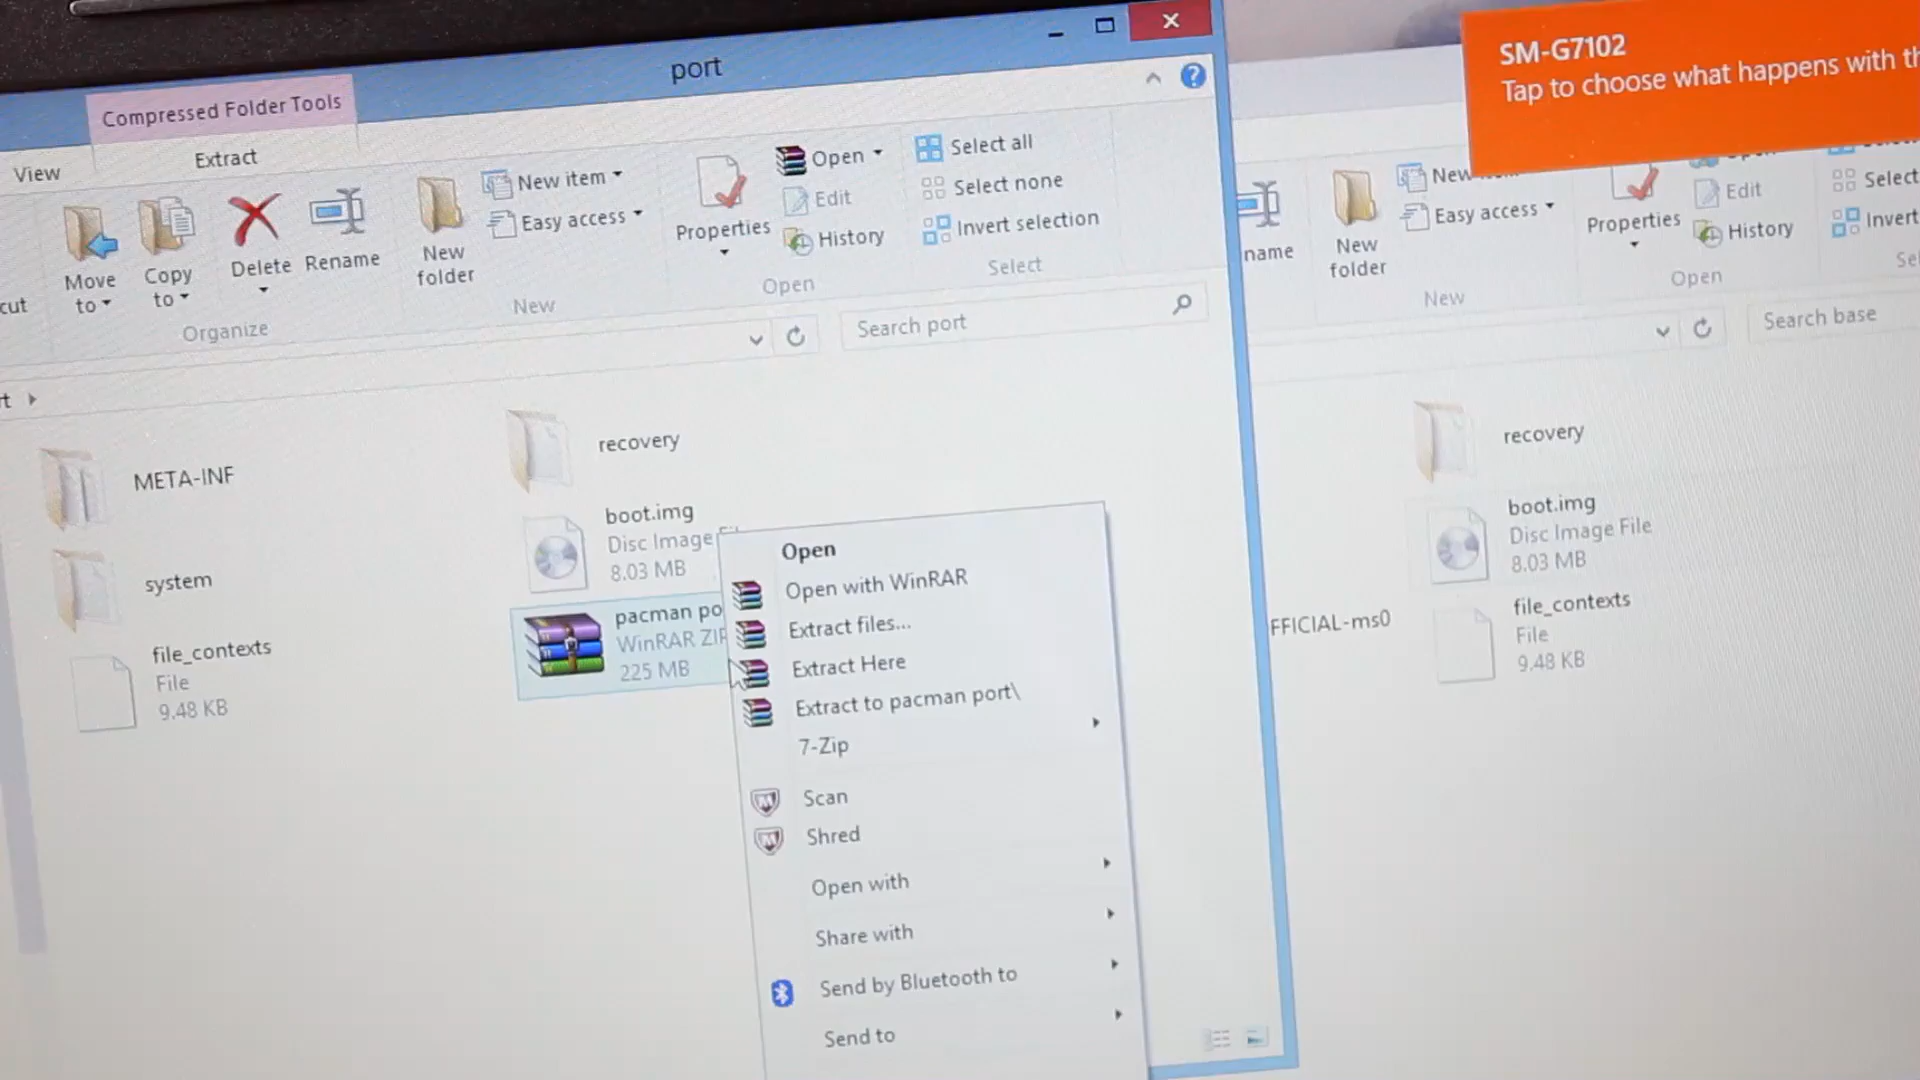 port
SM-G7102
Tap to choose what happens with
Compressed Folder Tools
View
Extract
Move to
Copy to
Delete
Rename
New folder
New item
Easy access
Properties
Open
Edit
History
Select all
Select none
Invert selection
Organize
New
Open
Select
cut
name
New folder
New
Easy access
Properties
Edit
History
Select
Invert
New
Open
Search port
Search base
META-INF
system
file_contexts
File
9.48 KB
recovery
boot.img
Disc Image
8.03 MB
pacman po
WinRAR ZIP
225 MB
Open
Open with WinRAR
Extract files...
Extract Here
Extract to pacman port\
7-Zip
Scan
Shred
Open with
Share with
Send by Bluetooth to
Send to
recovery
boot.img
Disc Image File
8.03 MB
FFICIAL-ms0
file_contexts
File
9.48 KB